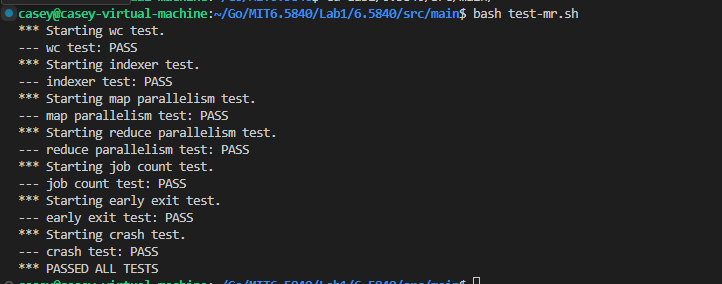 casey@casey-virtual-machine:~/Go/MIT6.5840/Lab1/6.5840/src/main$ bash test-mr.sh
*** Starting wc test.
--- wc test: PASS
*** Starting indexer test.
--- indexer test: PASS
*** Starting map parallelism test.
--- map parallelism test: PASS
*** Starting reduce parallelism test.
--- reduce parallelism test: PASS
*** Starting job count test.
--- job count test: PASS
*** Starting early exit test.
--- early exit test: PASS
*** Starting crash test.
--- crash test: PASS
*** PASSED ALL TESTS
casey@casey-virtual-machine:~/Go/MIT6.5840/Lab1/6.5840/src/main$